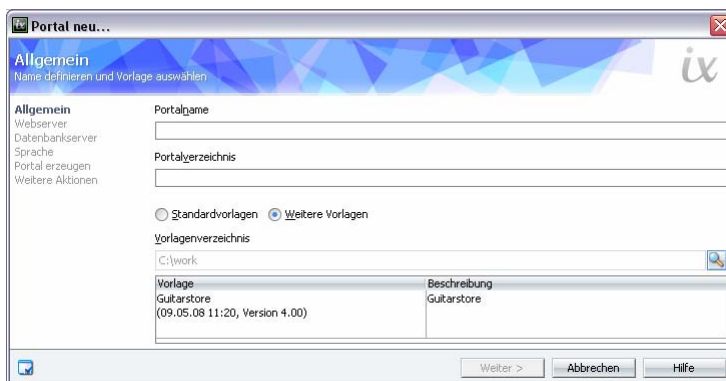 Portal neu...
Allgemein
Name definieren und Vorlage auswählen
ix
Allgemein
Webserver
Datenbankserver
Sprache
Portal erzeugen
Weitere Aktionen
Portalname
Portalverzeichnis
Standardvorlagen Weitere Vorlagen
Vorlagenverzeichnis
C:\work
Vorlage Beschreibung
Guitarstore Guitarstore
(09.05.08 11:20, Version 4.00)
Weiter > Abbrechen Hilfe